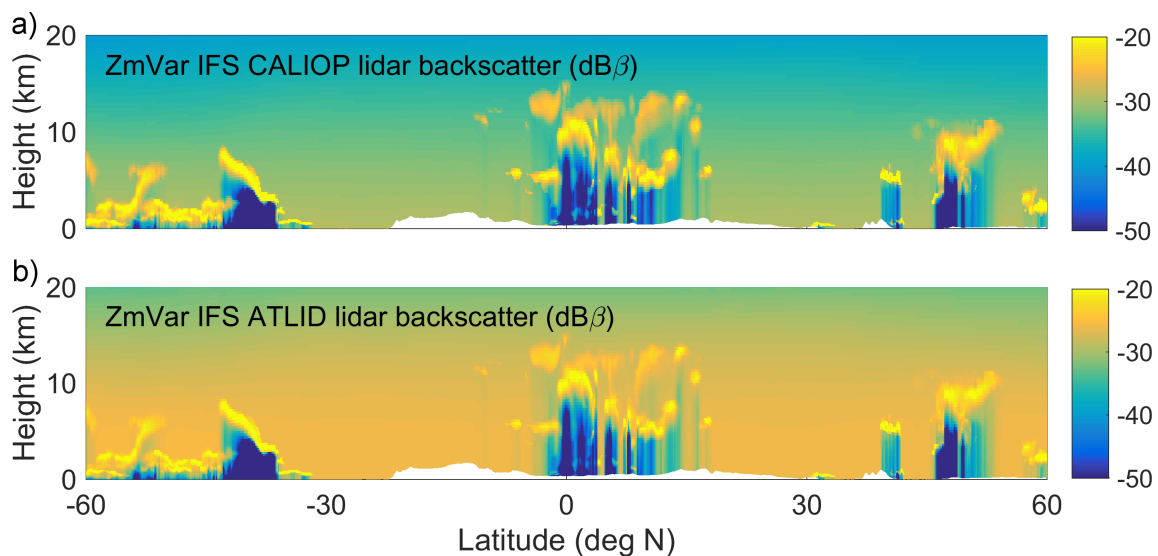 a)
20
ZmVar IFS CALIOP lidar backscatter (dBβ)
10
0
Height (km)
-20
-30
-40
-50
b)
20
ZmVar IFS ATLID lidar backscatter (dBβ)
10
0
Height (km)
-20
-30
-40
-50
-60
-30
0
30
60
Latitude (deg N)